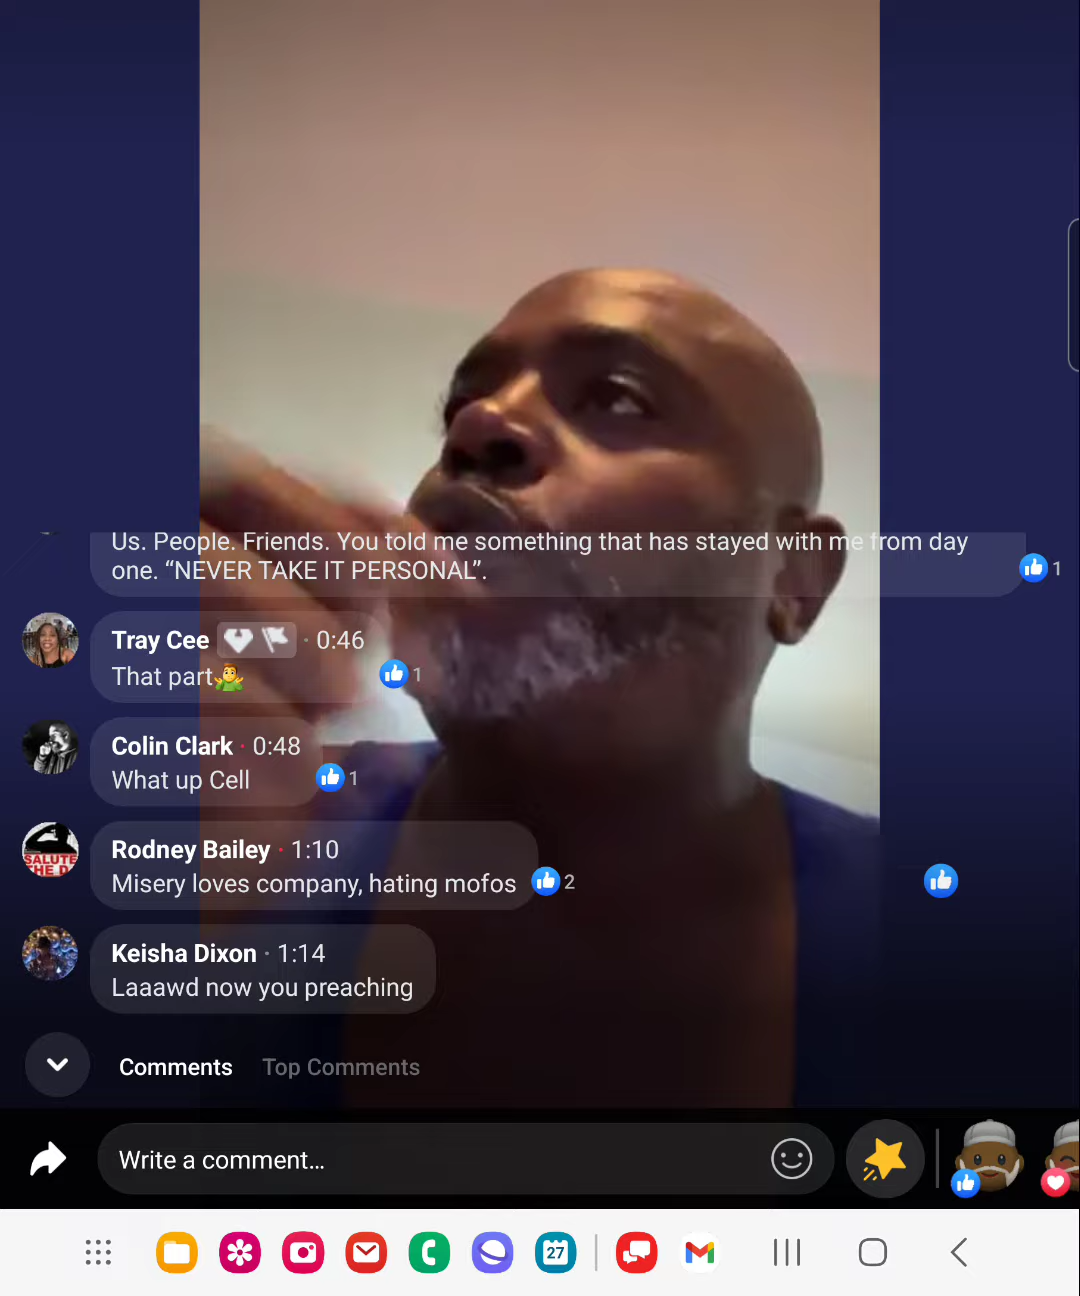 Us. People. Friends. You told me something that has stayed with me from day
one. “NEVER TAKE IT PERSONAL”.
1
Tray Cee · 0:46
That part
1
Colin Clark · 0:48
What up Cell
1
SALUTE
THE D
Rodney Bailey · 1:10
Misery loves company, hating mofos
2
Keisha Dixon · 1:14
Laaawd now you preaching
Comments Top Comments
Write a comment...
27